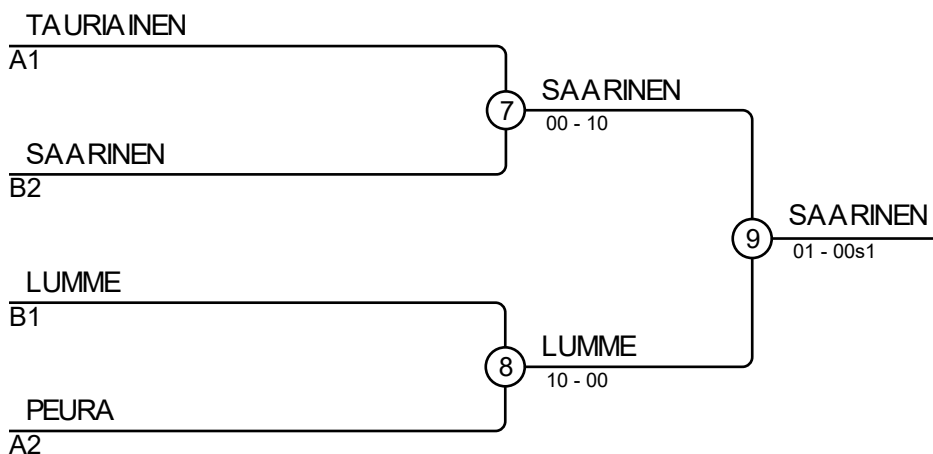 TAURIAINEN
A1
7
SAARINEN
00 - 10
SAARINEN
B2
9
SAARINEN
01 - 00s1
LUMME
B1
8
LUMME
10 - 00
PEURA
A2